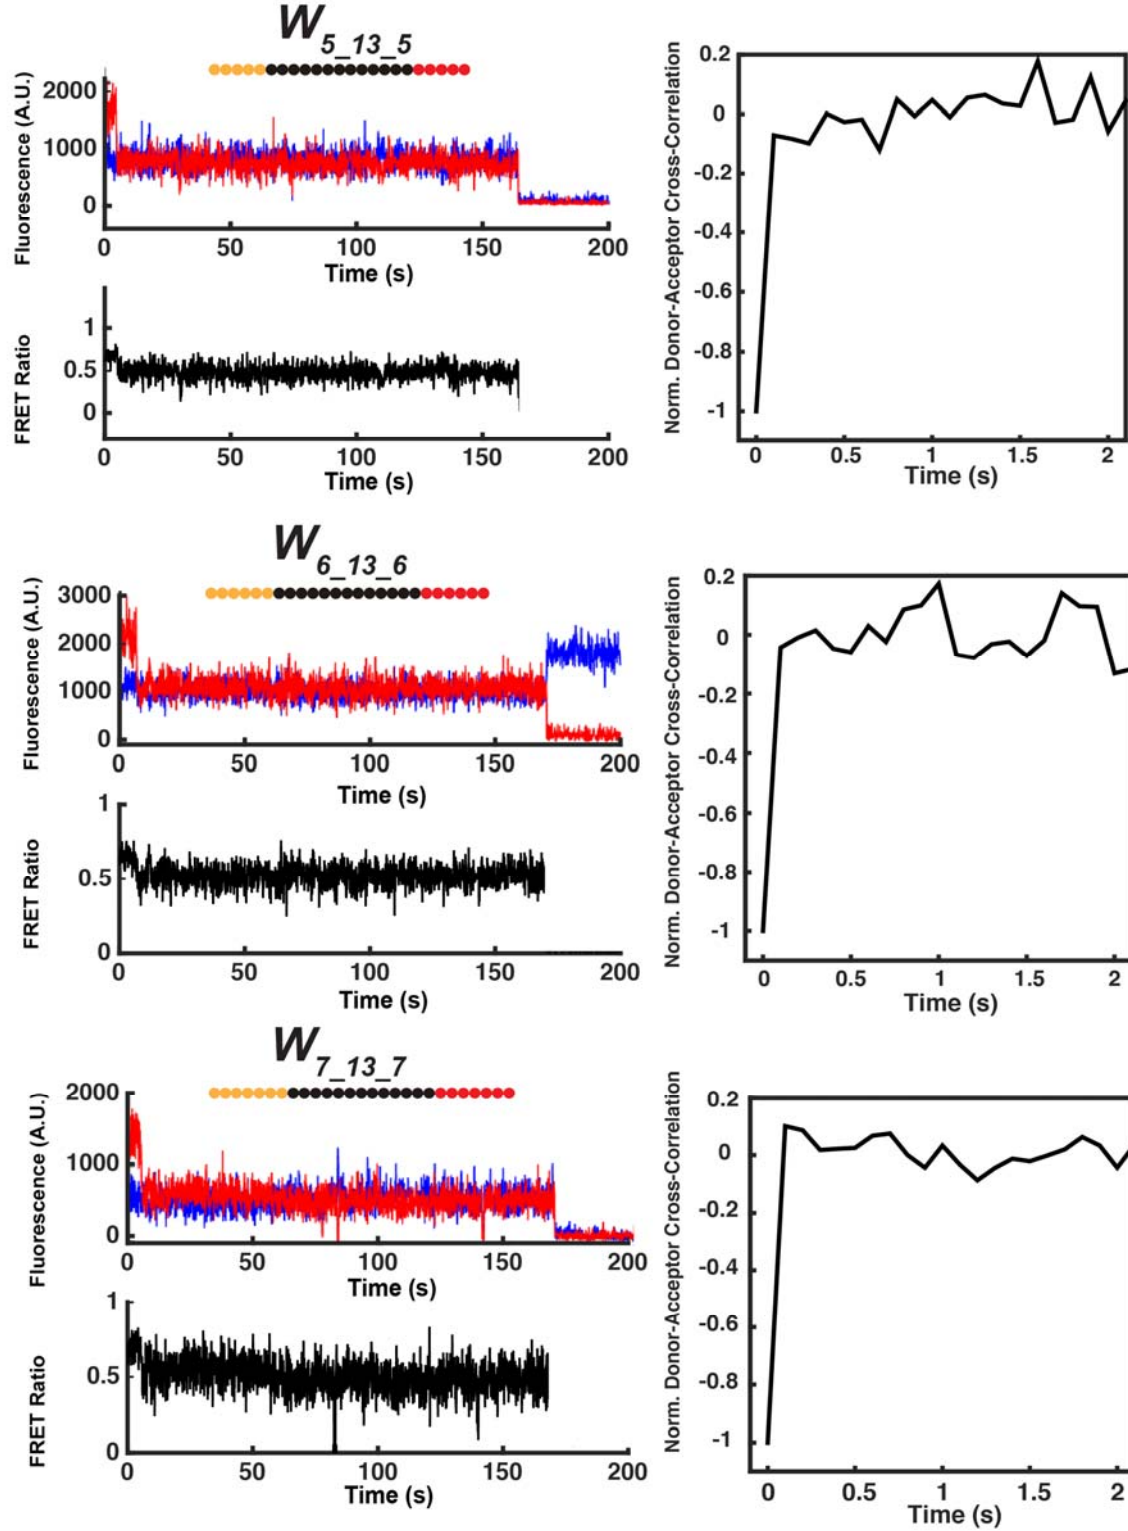 W5_13_5
Fluorescence (A.U.)
2000
1000
0
0 50 100 150 200
Time (s)
FRET Ratio
1
0.5
0
0 50 100 150 200
Time (s)
Norm. Donor-Acceptor Cross-Correlation
0.2
0
-0.2
-0.4
-0.6
-0.8
-1
0 0.5 1 1.5 2
Time (s)
W6_13_6
Fluorescence (A.U.)
3000
2000
1000
0
0 50 100 150 200
Time (s)
FRET Ratio
1
0.5
0
0 50 100 150 200
Time (s)
Norm. Donor-Acceptor Cross-Correlation
0.2
0
-0.2
-0.4
-0.6
-0.8
-1
0 0.5 1 1.5 2
Time (s)
W7_13_7
Fluorescence (A.U.)
2000
1000
0
0 50 100 150 200
Time (s)
FRET Ratio
1
0.5
0
0 50 100 150 200
Time (s)
Norm. Donor-Acceptor Cross-Correlation
0.2
0
-0.2
-0.4
-0.6
-0.8
-1
0 0.5 1 1.5 2
Time (s)